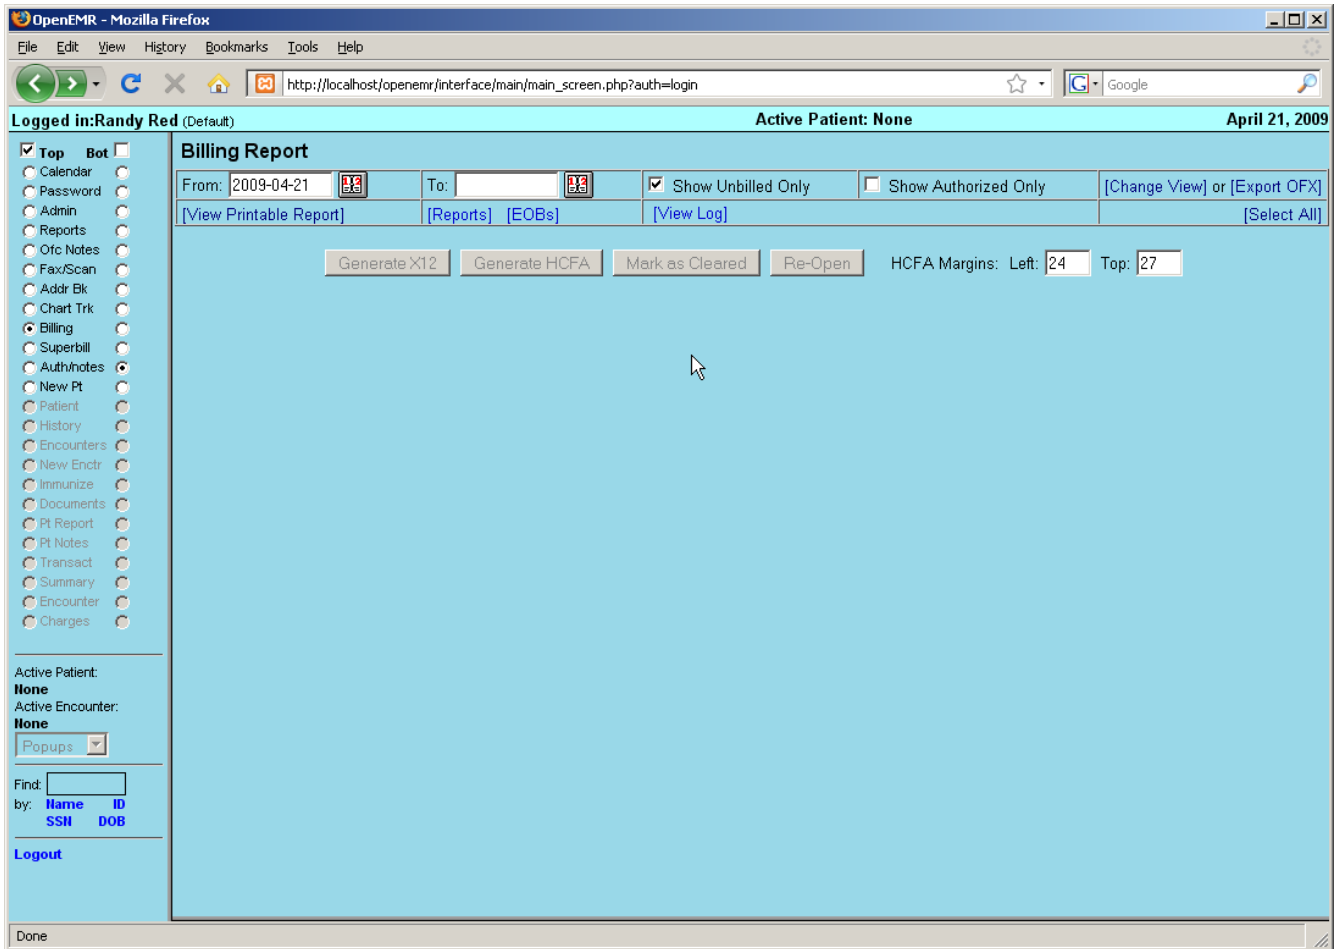 OpenEMR - Mozilla Firefox
File Edit View History Bookmarks Tools Help
http://localhost/openemr/interface/main/main_screen.php?auth=login
G Google
Logged in:Randy Red (Default) Active Patient: None April 21, 2009
Top Bot
Calendar
Password
Admin
Reports
Ofc Notes
Fax/Scan
Addr Bk
Chart Trk
Billing
Superbill
Auth/notes
New Pt
Patient
History
Encounters
New Enctr
Immunize
Documents
Pt Report
Pt Notes
Transact
Summary
Encounter
Charges
Active Patient:
None
Active Encounter:
None
Popups
Find:
by: Name ID
SSN DOB
Logout
Billing Report
From: 2009-04-21 To: Show Unbilled Only Show Authorized Only [Change View] or [Export OFX]
[View Printable Report] [Reports] [EOBs] [View Log] [Select All]
Generate X12 Generate HCFA Mark as Cleared Re-Open HCFA Margins: Left: 24 Top: 27
Done